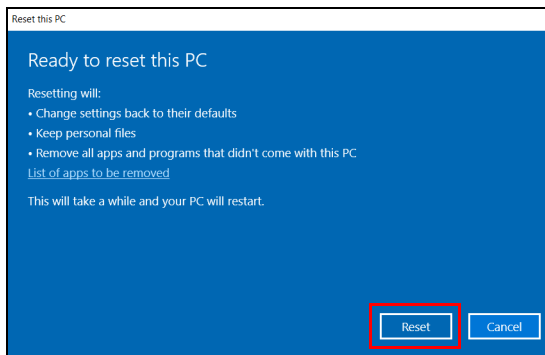 Reset this PC
Ready to reset this PC
Resetting will:
• Change settings back to their defaults
• Keep personal files
• Remove all apps and programs that didn't come with this PC
List of apps to be removed
This will take a while and your PC will restart.
Reset Cancel